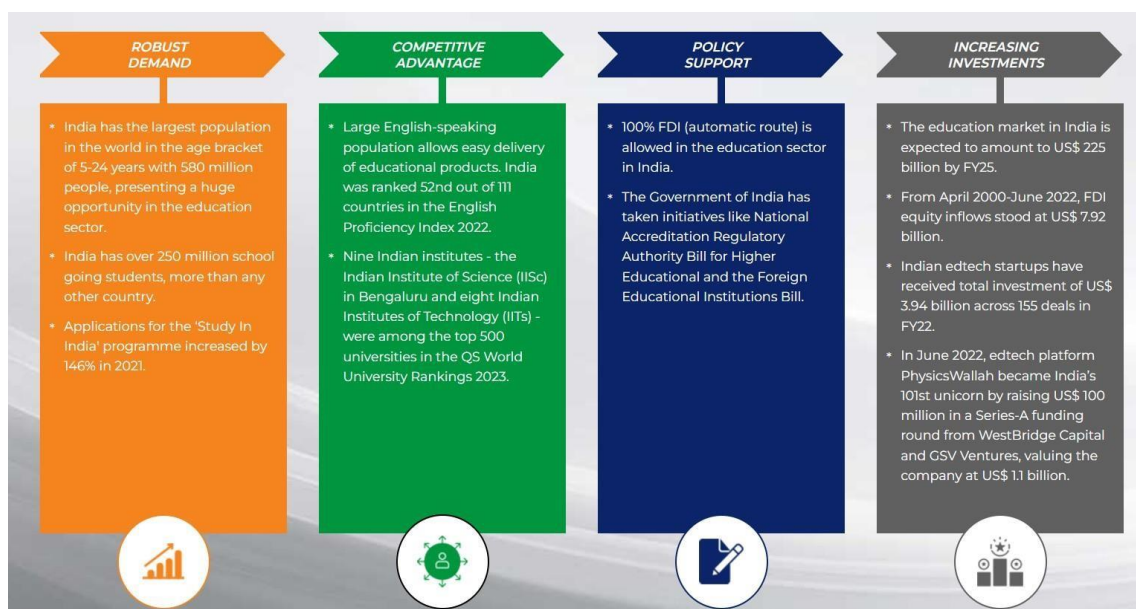 ROBUST
DEMAND
* India has the largest population
in the world in the age bracket
of 5-24 years with 580 million
people, presenting a huge
opportunity in the education
sector.
* India has over 250 million school
going students, more than any
other country.
* Applications for the 'Study In
India' programme increased by
146% in 2021.
COMPETITIVE
ADVANTAGE
* Large English-speaking
population allows easy delivery
of educational products. India
was ranked 52nd out of 111
countries in the English
Proficiency Index 2022.
* Nine Indian institutes - the
Indian Institute of Science (IISc)
in Bengaluru and eight Indian
Institutes of Technology (IITs) -
were among the top 500
universities in the QS World
University Rankings 2023.
POLICY
SUPPORT
* 100% FDI (automatic route) is
allowed in the education sector
in India.
* The Government of India has
taken initiatives like National
Accreditation Regulatory
Authority Bill for Higher
Educational and the Foreign
Educational Institutions Bill.
INCREASING
INVESTMENTS
* The education market in India is
expected to amount to US$ 225
billion by FY25.
* From April 2000-June 2022, FDI
equity inflows stood at US$ 7.92
billion.
* Indian edtech startups have
received total investment of US$
3.94 billion across 155 deals in
FY22.
* In June 2022, edtech platform
PhysicsWallah became India's
101st unicorn by raising US$ 100
million in a Series-A funding
round from WestBridge Capital
and GSV Ventures, valuing the
company at US$ 1.1 billion.